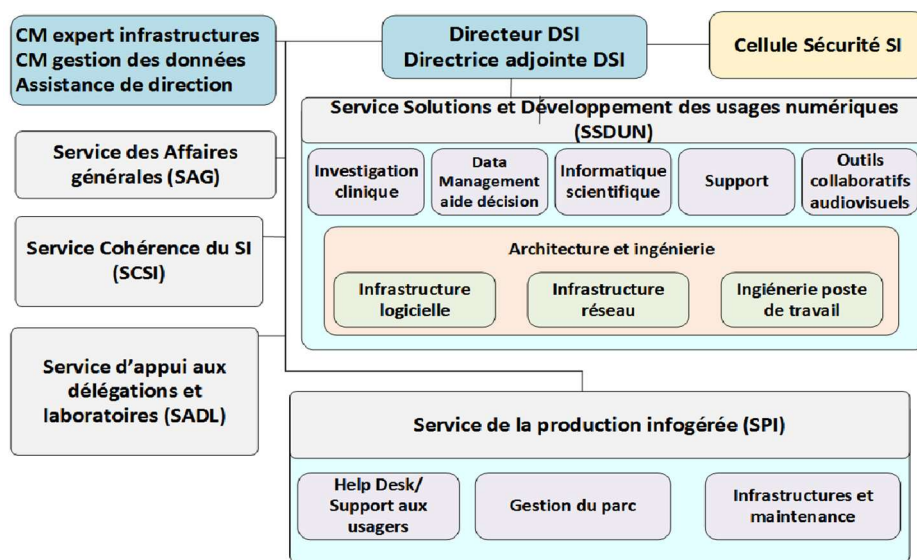 CM expert infrastructures
CM gestion des données
Assistance de direction
Directeur DSI
Directrice adjointe DSI
Cellule Sécurité SI
Service des Affaires
générales (SAG)
Service Cohérence du SI
(SCSI)
Service d'appui aux
délégations et
laboratoires (SADL)
Service Solutions et Développement des usages numériques
(SSDUN)
Investigation
clinique
Data
Management
aide décision
Informatique
scientifique
Support
Outils
collaboratifs
audiovisuels
Architecture et ingénierie
Infrastructure
logicielle
Infrastructure
réseau
Ingiénerie poste
de travail
Service de la production infogérée (SPI)
Help Desk/
Support aux
usagers
Gestion du parc
Infrastructures et
maintenance